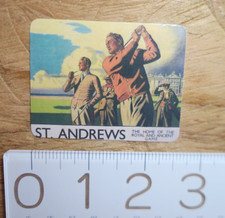 ST. ANDREWS
THE HOME OF THE
ROYAL AND ANCIENT
GAME
0 1 2 3